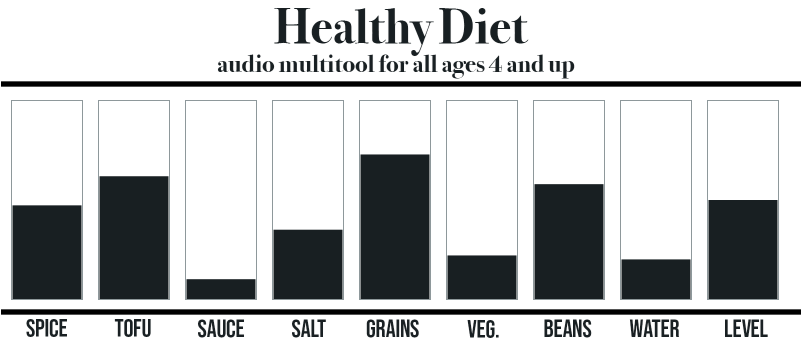 Healthy Diet
audio multitool for all ages 4 and up
SPICE TOFU SAUCE SALT GRAINS VEG. BEANS WATER LEVEL